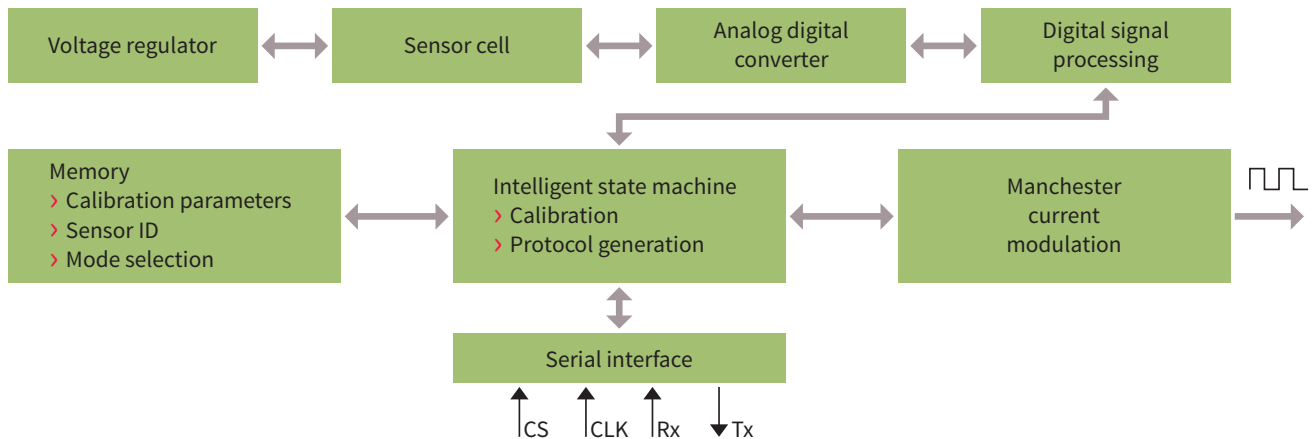 Voltage regulator
Sensor cell
Analog digital
converter
Digital signal
processing
Memory
› Calibration parameters
› Sensor ID
› Mode selection
Intelligent state machine
› Calibration
› Protocol generation
Manchester
current
modulation
Serial interface
CS
CLK
Rx
Tx